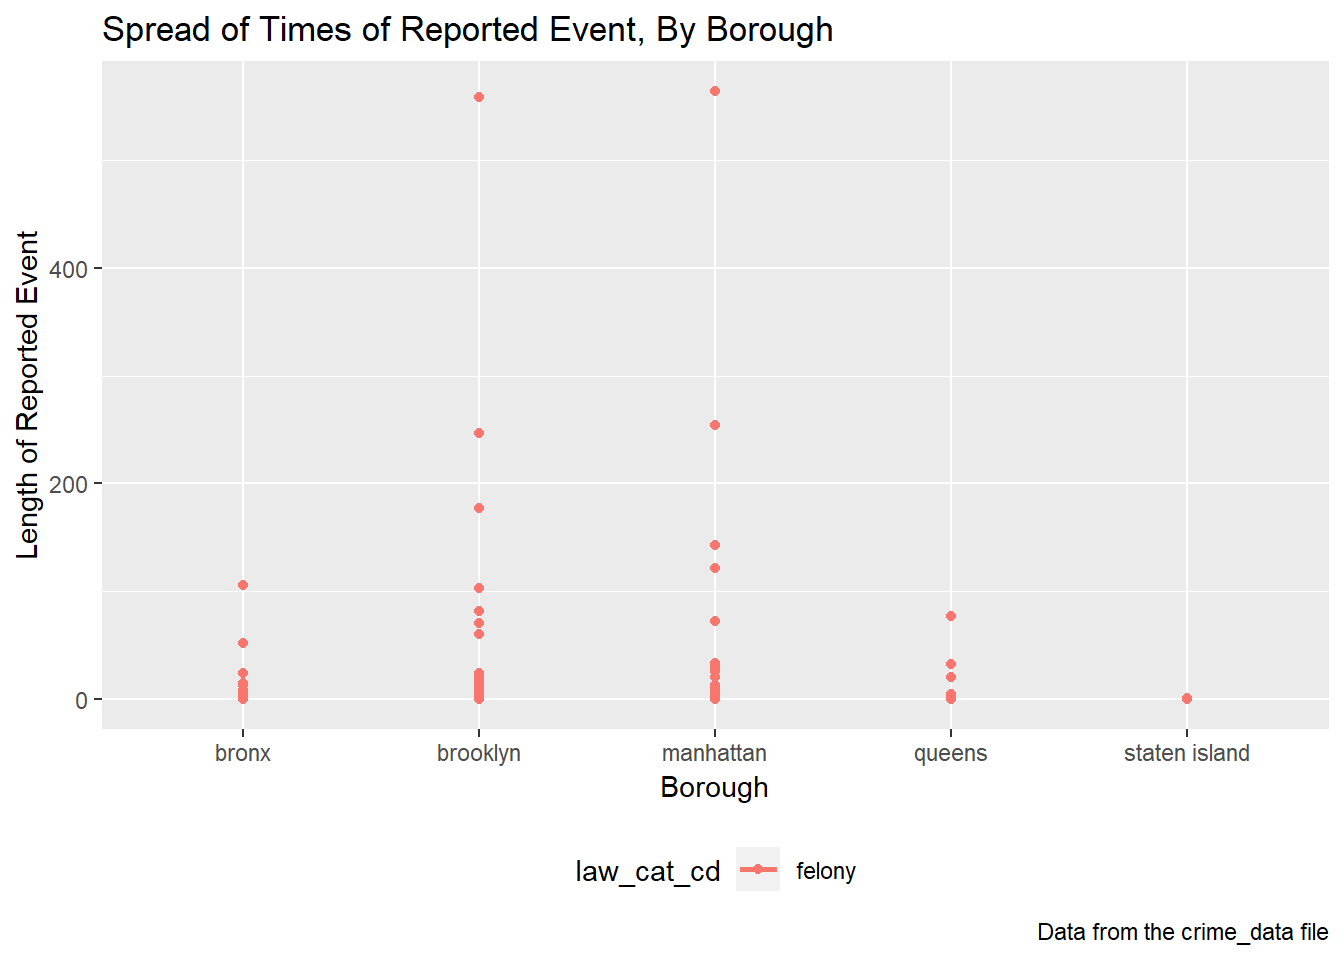 Spread of Times of Reported Event, By Borough
Length of Reported Event
400
200
0
bronx brooklyn manhattan queens staten island
Borough
law_cat_cd felony
Data from the crime_data file